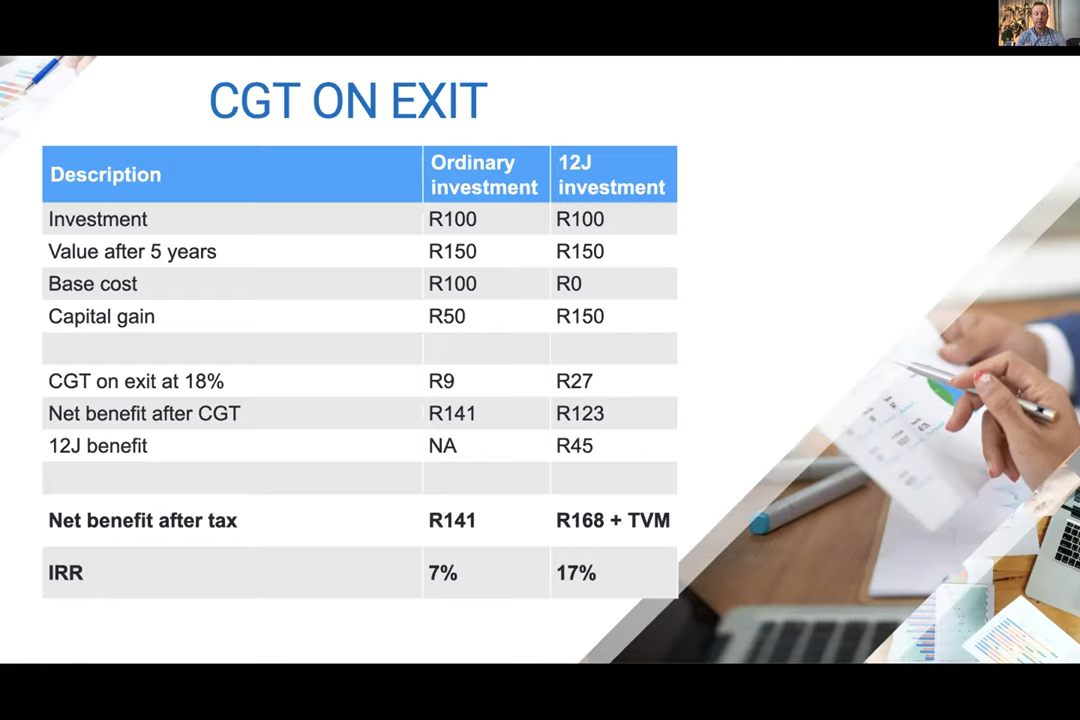 CGT ON EXIT
Description Ordinary investment 12J investment
Investment R100 R100
Value after 5 years R150 R150
Base cost R100 R0
Capital gain R50 R150
CGT on exit at 18% R9 R27
Net benefit after CGT R141 R123
12J benefit NA R45
Net benefit after tax R141 R168 + TVM
IRR 7% 17%